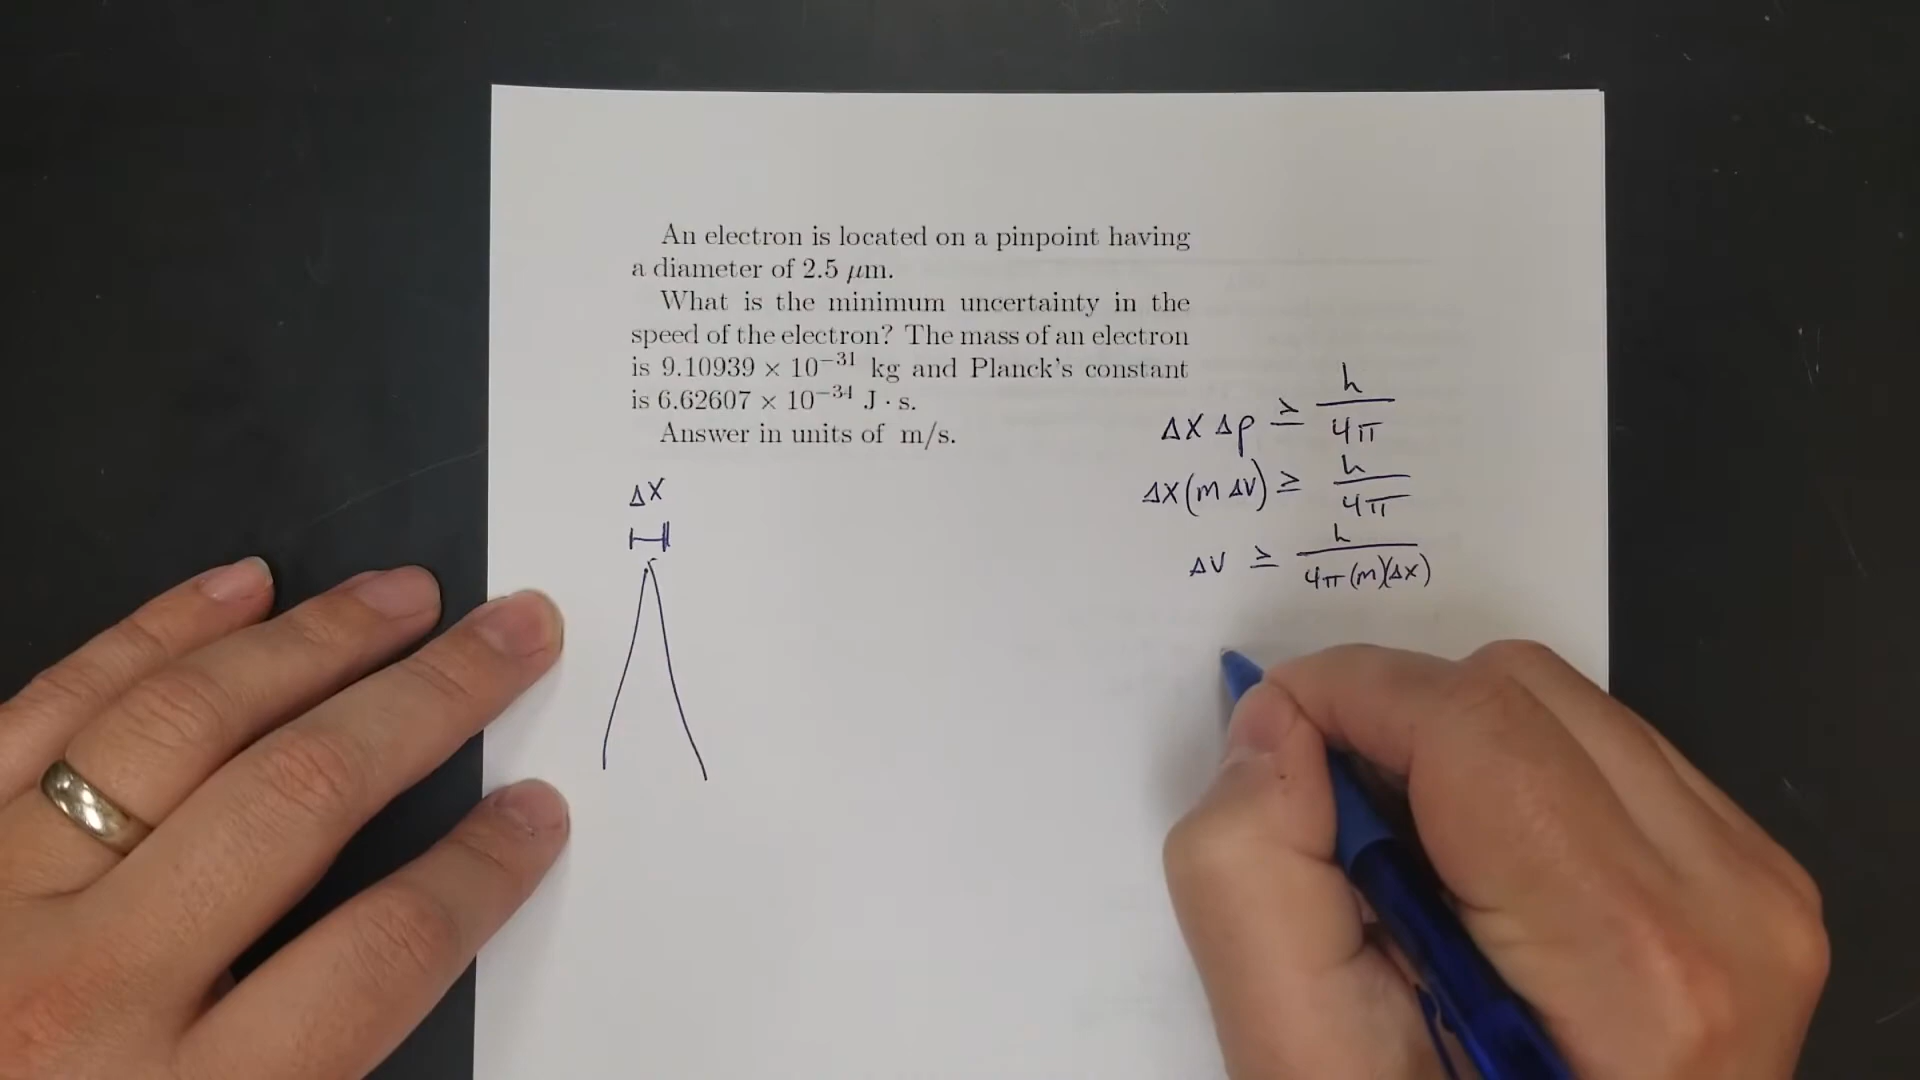 An electron is located on a pinpoint having
a diameter of 2.5 μm.
What is the minimum uncertainty in the
speed of the electron? The mass of an electron
is 9.10939 × 10⁻³¹ kg and Planck's constant
is 6.62607 × 10⁻³⁴ J · s.
Answer in units of m/s.
ΔX
ΔX Δp ≥ h/4π
ΔX(m ΔV) ≥ h/4π
ΔV ≥ h/4π(m)(ΔX)